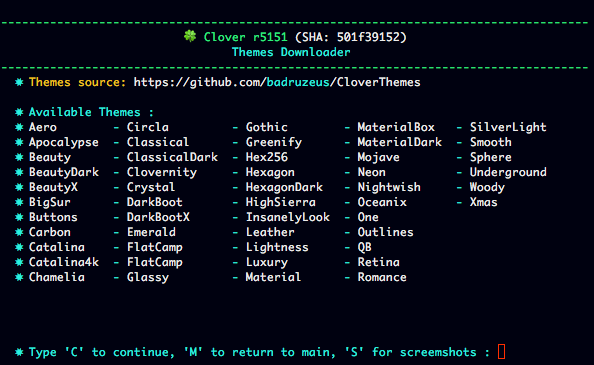 --------------------------------------------------------------------------------
🍀 Clover r5151 (SHA: 501f39152)
Themes Downloader
--------------------------------------------------------------------------------
✸ Themes source: https://github.com/badruzeus/CloverThemes
✸ Available Themes :
✸ Aero - Circla - Gothic - MaterialBox - SilverLight
✸ Apocalypse - Classical - Greenify - MaterialDark - Smooth
✸ Beauty - ClassicalDark - Hex256 - Mojave - Sphere
✸ BeautyDark - Clovernity - Hexagon - Neon - Underground
✸ BeautyX - Crystal - HexagonDark - Nightwish - Woody
✸ BigSur - DarkBoot - HighSierra - Oceanix - Xmas
✸ Buttons - DarkBootX - InsanelyLook - One
✸ Carbon - Emerald - Leather - Outlines
✸ Catalina - FlatCamp - Lightness - QB
✸ Catalina4k - FlatCamp - Luxury - Retina
✸ Chamelia - Glossy - Material - Romance
✸ Type 'C' to continue, 'M' to return to main, 'S' for screemshots :